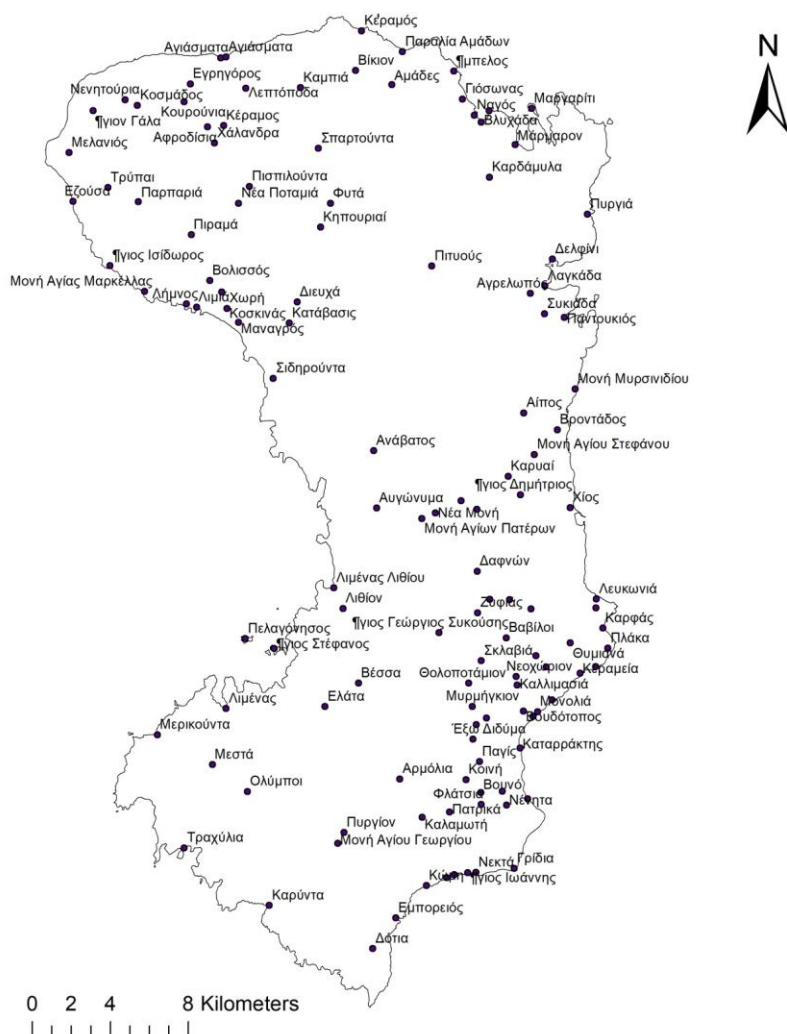 Κέραμός
Παραλία Αμάδων
N
Αγιάσματα
Αγιάσματα
¶μπελος
Βίκιον
Εγρηγόρος
Καμπιά
Αμάδες
Λεπτόποδα
Νενητούρια
Κοσμάδος
Γιόσωνας
Μαργαρίτι
Ναγός
¶γιον Γάλα
Κουρούνια
Κέραμος
Βλυχάδα
Αφροδίσια
Χάλανδρα
Μάρμαρον
Μελανιός
Σπαρτούντα
Καρδάμυλα
Τρύπαι
Πισπιλούντα
Εζούσα
Παρπαριά
Νέα Ποταμιά
Φυτά
Πυργιά
Κηπουριαί
Πιραμά
¶γιος Ισίδωρος
Πιτυούς
Δελφίνι
Μονή Αγίας Μαρκέλλας
Βολισσός
Λαγκάδα
Αγρελωπός
Λήμνος
Λιμιά
Χωρή
Διευχά
Κοσκινάς
Κατάβασις
Συκιάδα
Παντρουκιός
Μαναγρός
Σιδηρούντα
Μονή Μυρσινιδίου
Αίπος
Βροντάδος
Ανάβατος
Μονή Αγίου Στεφάνου
Καρυαί
¶γιος Δημήτριος
Αυγώνυμα
Νέα Μονή
Χίος
Μονή Αγίων Πατέρων
Δαφνών
Λιμένας Λιθίου
Λευκωνιά
Λιθίον
Ζυφιάς
¶γιος Γεώργιος Συκούσης
Καρφάς
Πελαγόνησος
Βαβίλοι
Πλάκα
¶γιος Στέφανος
Σκλαβιά
Θυμιανά
Βέσσα
Θολοποτάμιον
Νεοχώριον
Κεραμεία
Καλλιμασιά
Λιμένας
Ελάτα
Μυρμήγκιον
Μονολιά
Βουδότοπος
Μερικούντα
Έξω Διδύμα
Καταρράκτης
Μεστά
Παγίς
Αρμόλια
Κοινή
Ολύμποι
Φλάτσια
Βουνό
Πατρικά
Νένητα
Πυργίον
Καλαμωτή
Μονή Αγίου Γεωργίου
Τραχύλια
Νεκτά
Γρίδια
Κώμη
¶γιος Ιωάννης
Καρύντα
Εμπορειός
Δότια
0 2 4 8 Kilometers